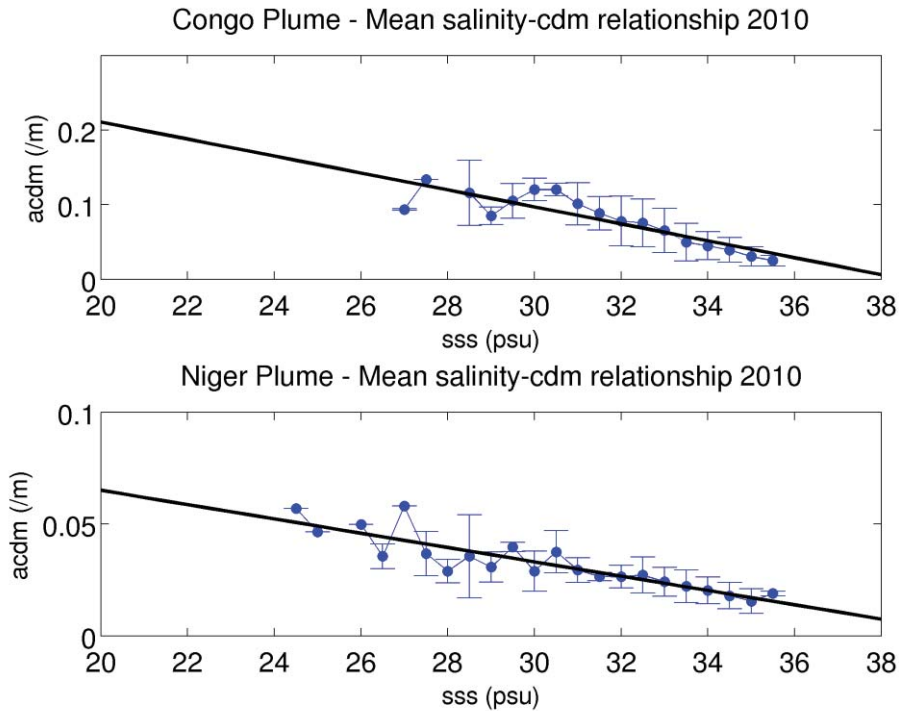 Congo Plume - Mean salinity-cdm relationship 2010
acdm (/m)
0.2
0.1
0
20 22 24 26 28 30 32 34 36 38
sss (psu)
Niger Plume - Mean salinity-cdm relationship 2010
acdm (/m)
0.1
0.05
0
20 22 24 26 28 30 32 34 36 38
sss (psu)